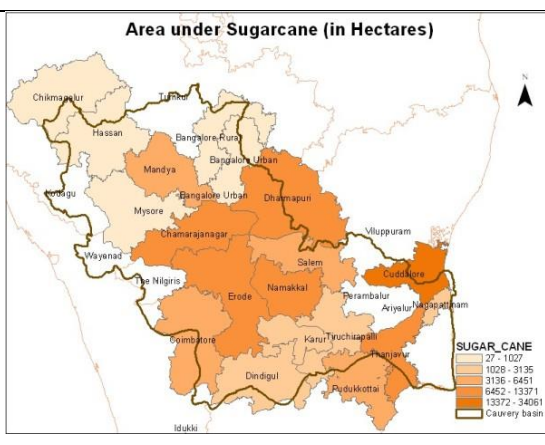 Area under Sugarcane (in Hectares)
N
Chikmagalur
Tumkur
Hassan
Bangalore Rural
Mandya
Bangalore Urban
Kodagu
Bangalore Urban
Dharmapuri
Mysore
Chamarajanagar
Viluppuram
Wayanad
Salem
Cuddalore
The Nilgiris
Erode
Namakkal
Perambalur
Ariyalur
Nagapattinam
Coimbatore
Karur
Tiruchirapalli
Thanjavur
Dindigul
Pudukkottai
Idukki
SUGAR_CANE
27 - 1027
1028 - 3135
3136 - 6451
6452 - 13371
13372 - 34061
Cauvery basin